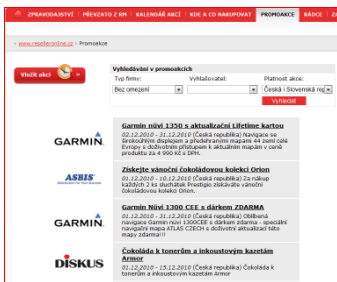 ZPRAVODAJSTVÍ | PŘEVZATO Z RM | KALENDÁŘ AKCÍ | KDE A CO NAKUPOVAT PROMOAKCE RÁDCE
› www.reselleronline.cz › Promoakce
Vložit akci
Vyhledávání v promoakcích
Typ firmy: Vyhlašovatel: Platnost akce:
Bez omezení Česká i Slovenská rep
Vyhledat
GARMIN
Garmin nüvi 1350 s aktualizační Lifetime kartou
02.12.2010 - 31.12.2010 (Česká republika) Navigace se
širokoúhlým displejem a předehranými mapami 44 zemí celé
Evropy s doživotním přístupem k aktuálním mapám v ceně
produktu za 4 990 Kč s DPH.
ASBIS
Získejte vánoční čokoládovou kolekci Orion.
01.12.2010 - 10.12.2010 (Česká republika) Za nákup
každých 2 ks sluchátek Prestigio získáváte vánoční
čokoládovou kolekci Orion.
GARMIN
Garmin Nüvi 1300 CEE s dárkem ZDARMA
01.12.2010 - 31.12.2010 (Česká republika) Oblíbená
navigace Garmin nüvi 1300CEE s dárkem zdarma - speciální
navigační mapa ATLAS CZECH s doživotní aktualizací této
mapy zdarma!!!
DISKUS
Čokoláda k tonerům a inkoustovým kazetám
Armor
01.12.2010 - 15.12.2010 (Česká republika) Čokoláda k
tonerům a inkoustovým kazetám Armor.